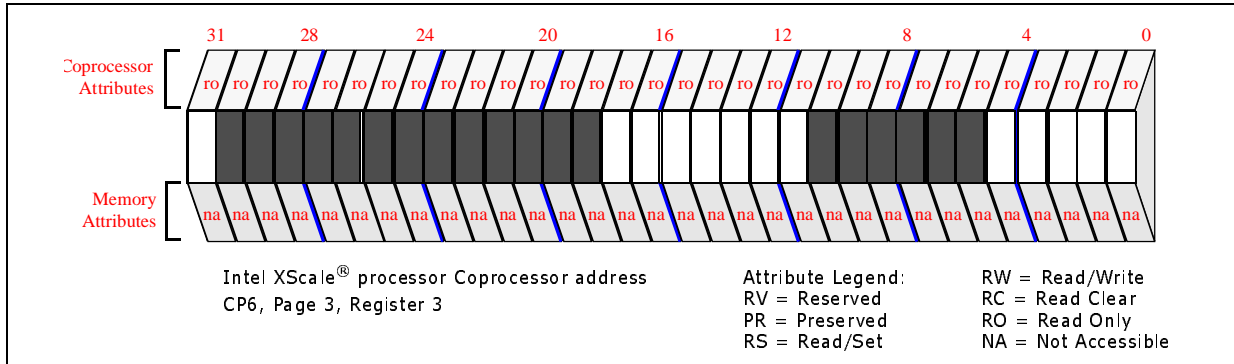 31 28 24 20 16 12 8 4 0
Coprocessor
Attributes
ro ro ro ro ro ro ro ro ro ro ro ro ro ro ro ro ro ro ro ro ro ro ro ro ro ro ro ro ro ro ro ro
Memory
Attributes
na na na na na na na na na na na na na na na na na na na na na na na na na na na na na na na na
Intel XScale® processor Coprocessor address
CP6, Page 3, Register 3
Attribute Legend:
RV = Reserved
PR = Preserved
RS = Read/Set
RW = Read/Write
RC = Read Clear
RO = Read Only
NA = Not Accessible